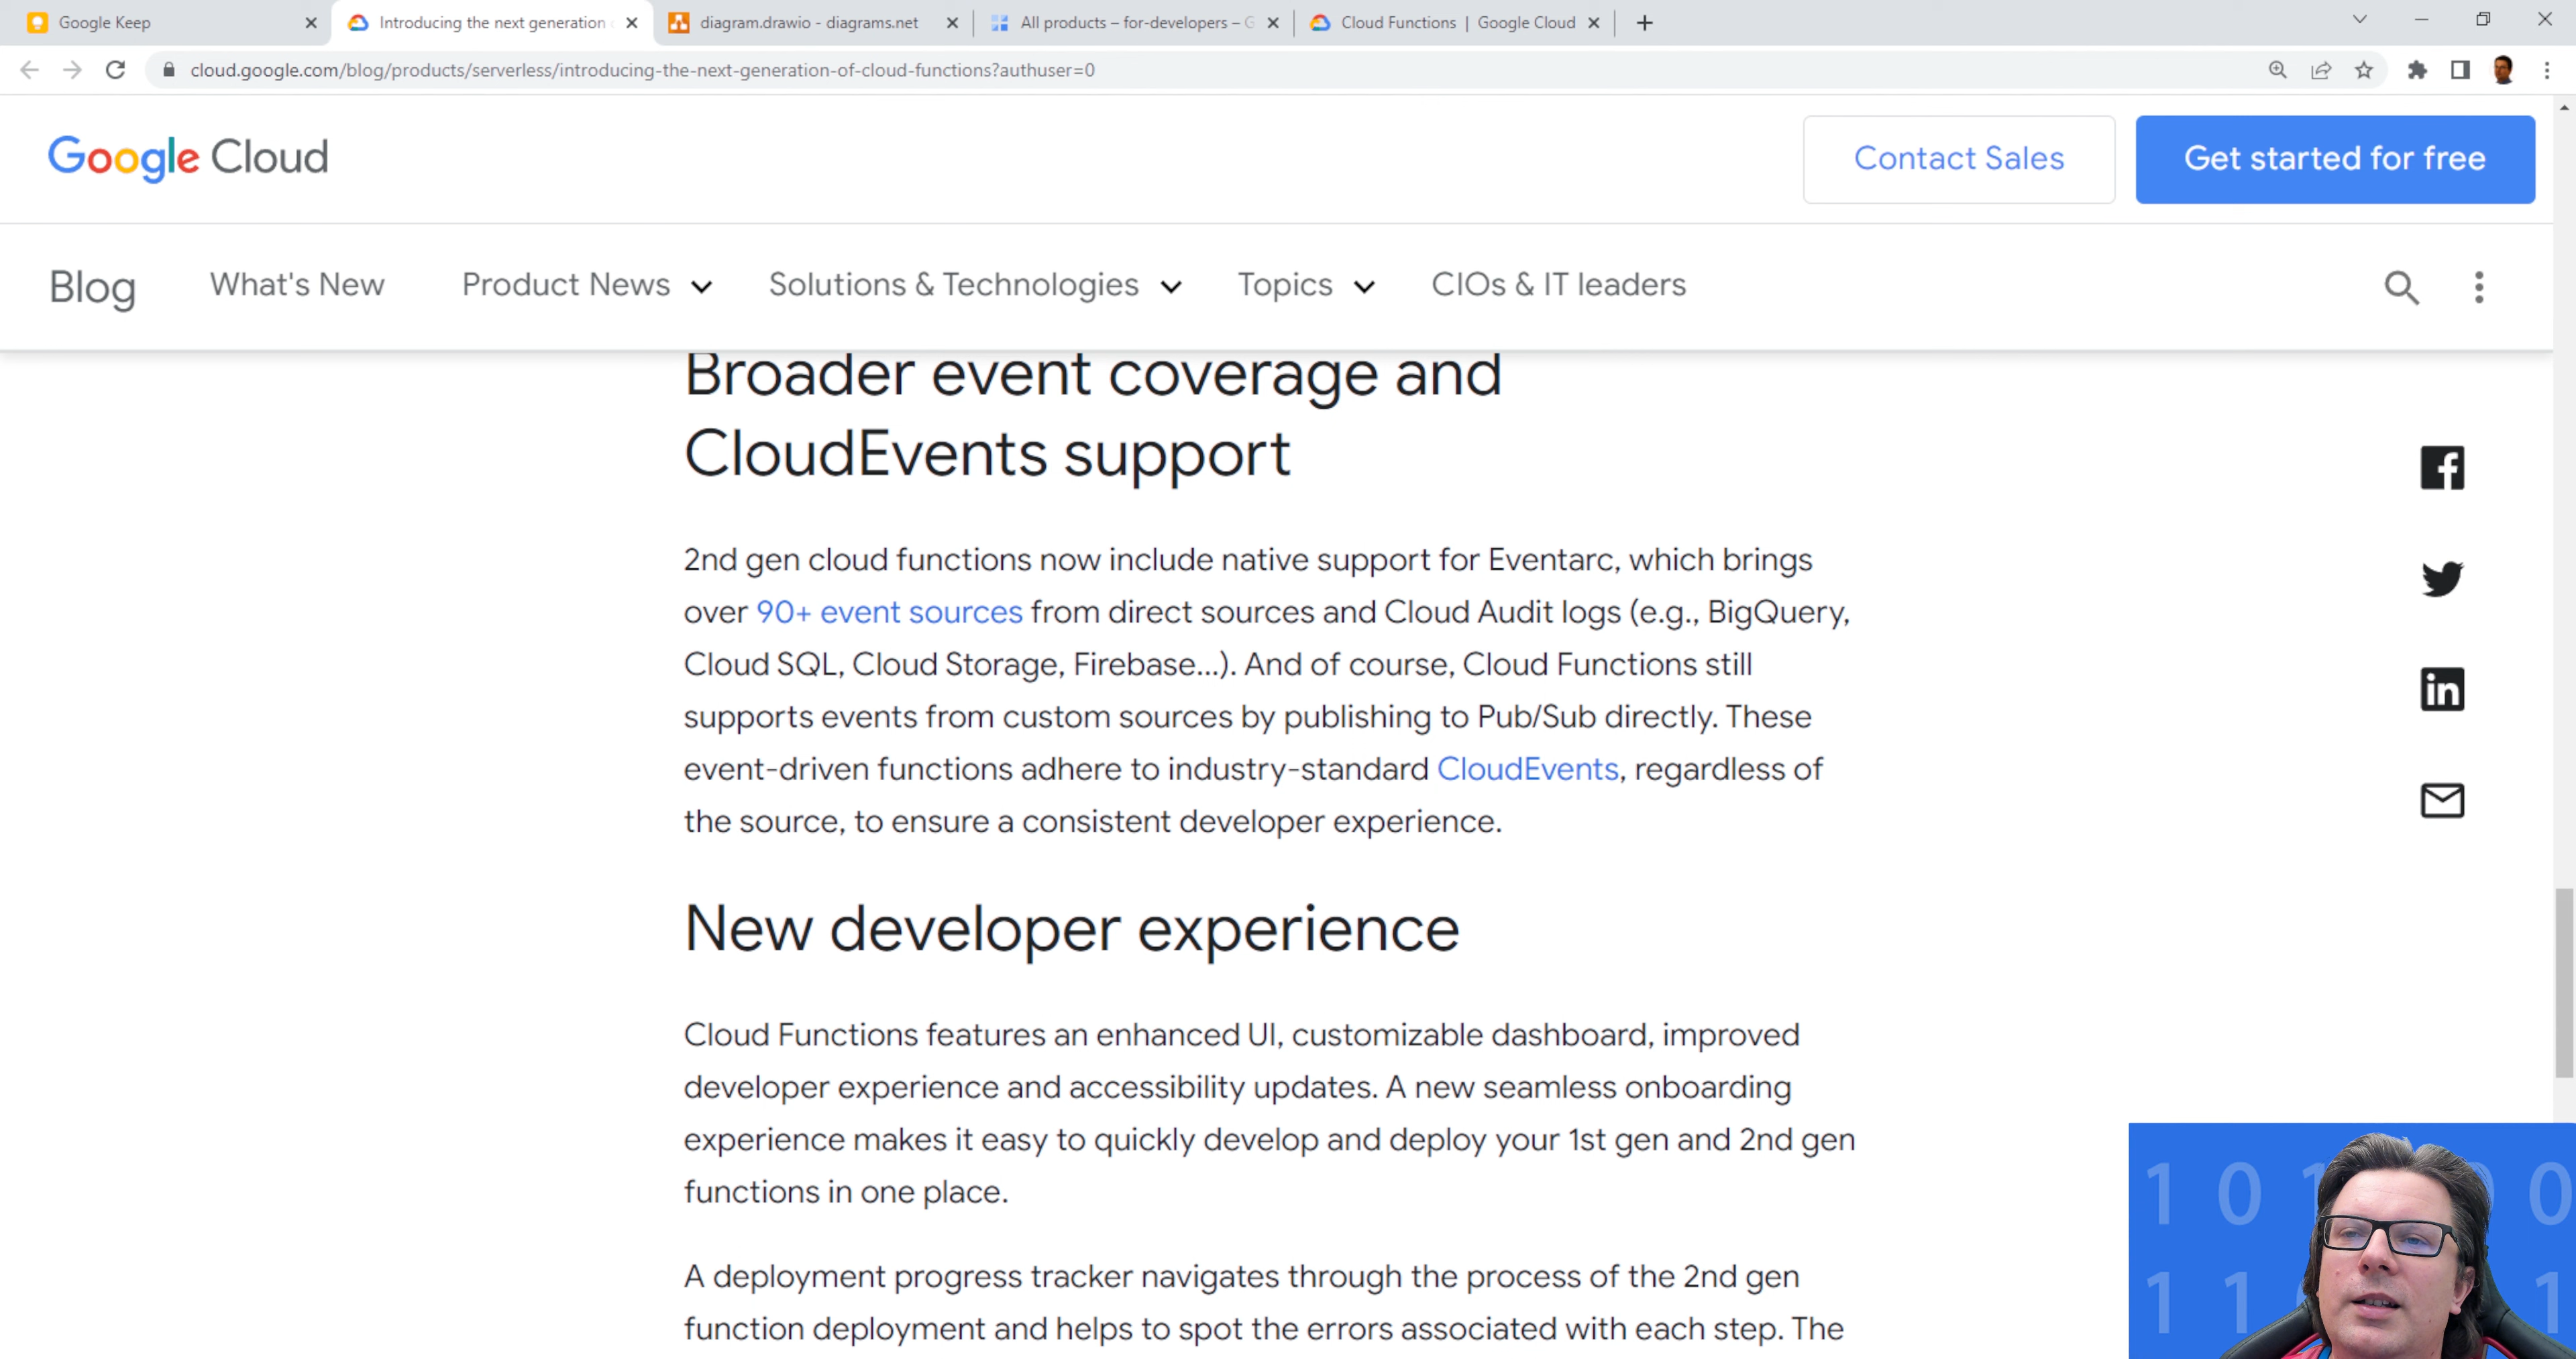 Google Keep
Introducing the next generation
diagram.drawio - diagrams.net
All products – for-developers – G
Cloud Functions | Google Cloud
cloud.google.com/blog/products/serverless/introducing-the-next-generation-of-cloud-functions?authuser=0
Google Cloud
Contact Sales
Get started for free
Blog
What's New
Product News
Solutions & Technologies
Topics
CIOs & IT leaders
Broader event coverage and
CloudEvents support
2nd gen cloud functions now include native support for Eventarc, which brings
over 90+ event sources from direct sources and Cloud Audit logs (e.g., BigQuery,
Cloud SQL, Cloud Storage, Firebase...). And of course, Cloud Functions still
supports events from custom sources by publishing to Pub/Sub directly. These
event-driven functions adhere to industry-standard CloudEvents, regardless of
the source, to ensure a consistent developer experience.
New developer experience
Cloud Functions features an enhanced UI, customizable dashboard, improved
developer experience and accessibility updates. A new seamless onboarding
experience makes it easy to quickly develop and deploy your 1st gen and 2nd gen
functions in one place.
A deployment progress tracker navigates through the process of the 2nd gen
function deployment and helps to spot the errors associated with each step. The